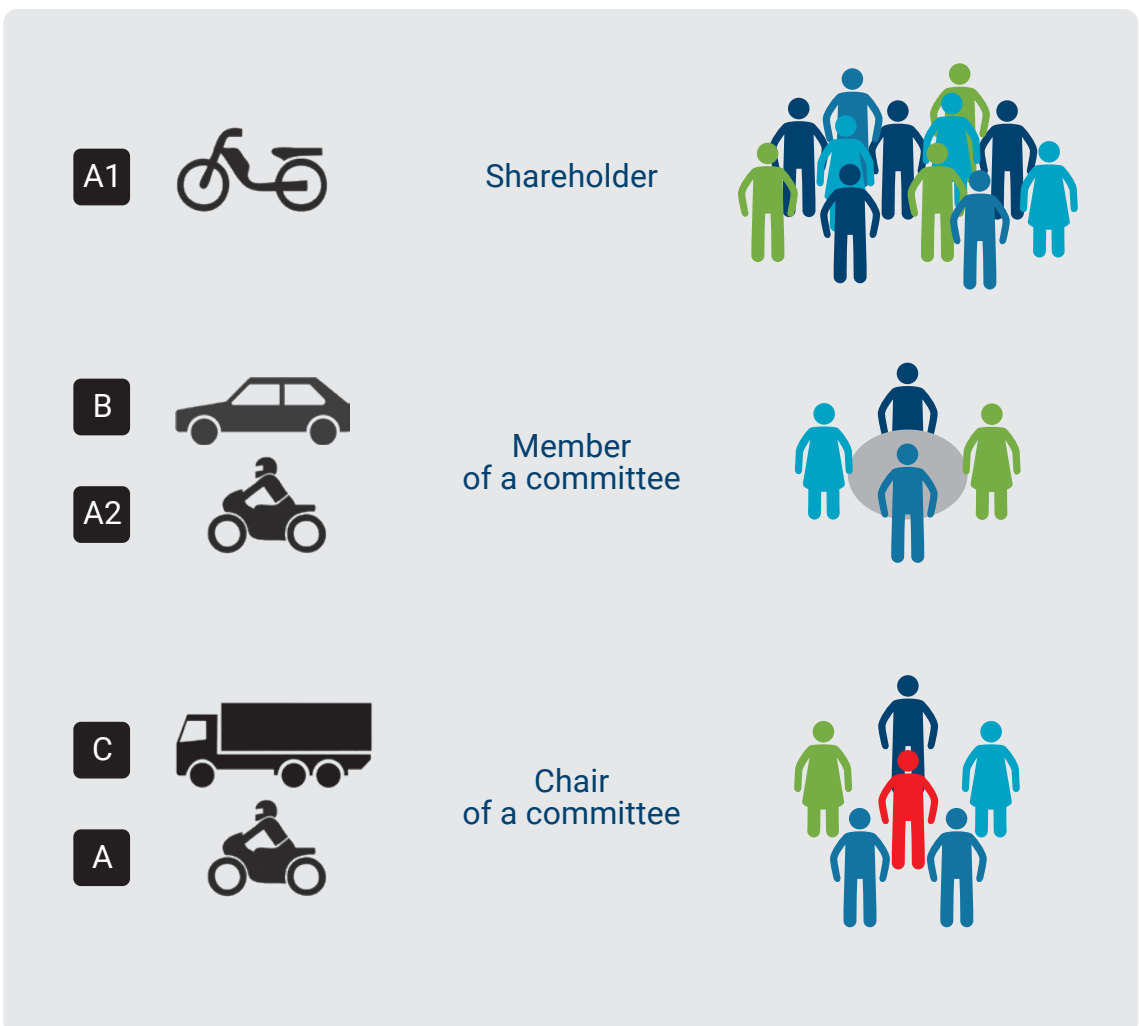 A1
Shareholder
B
A2
Member
of a committee
C
A
Chair
of a committee